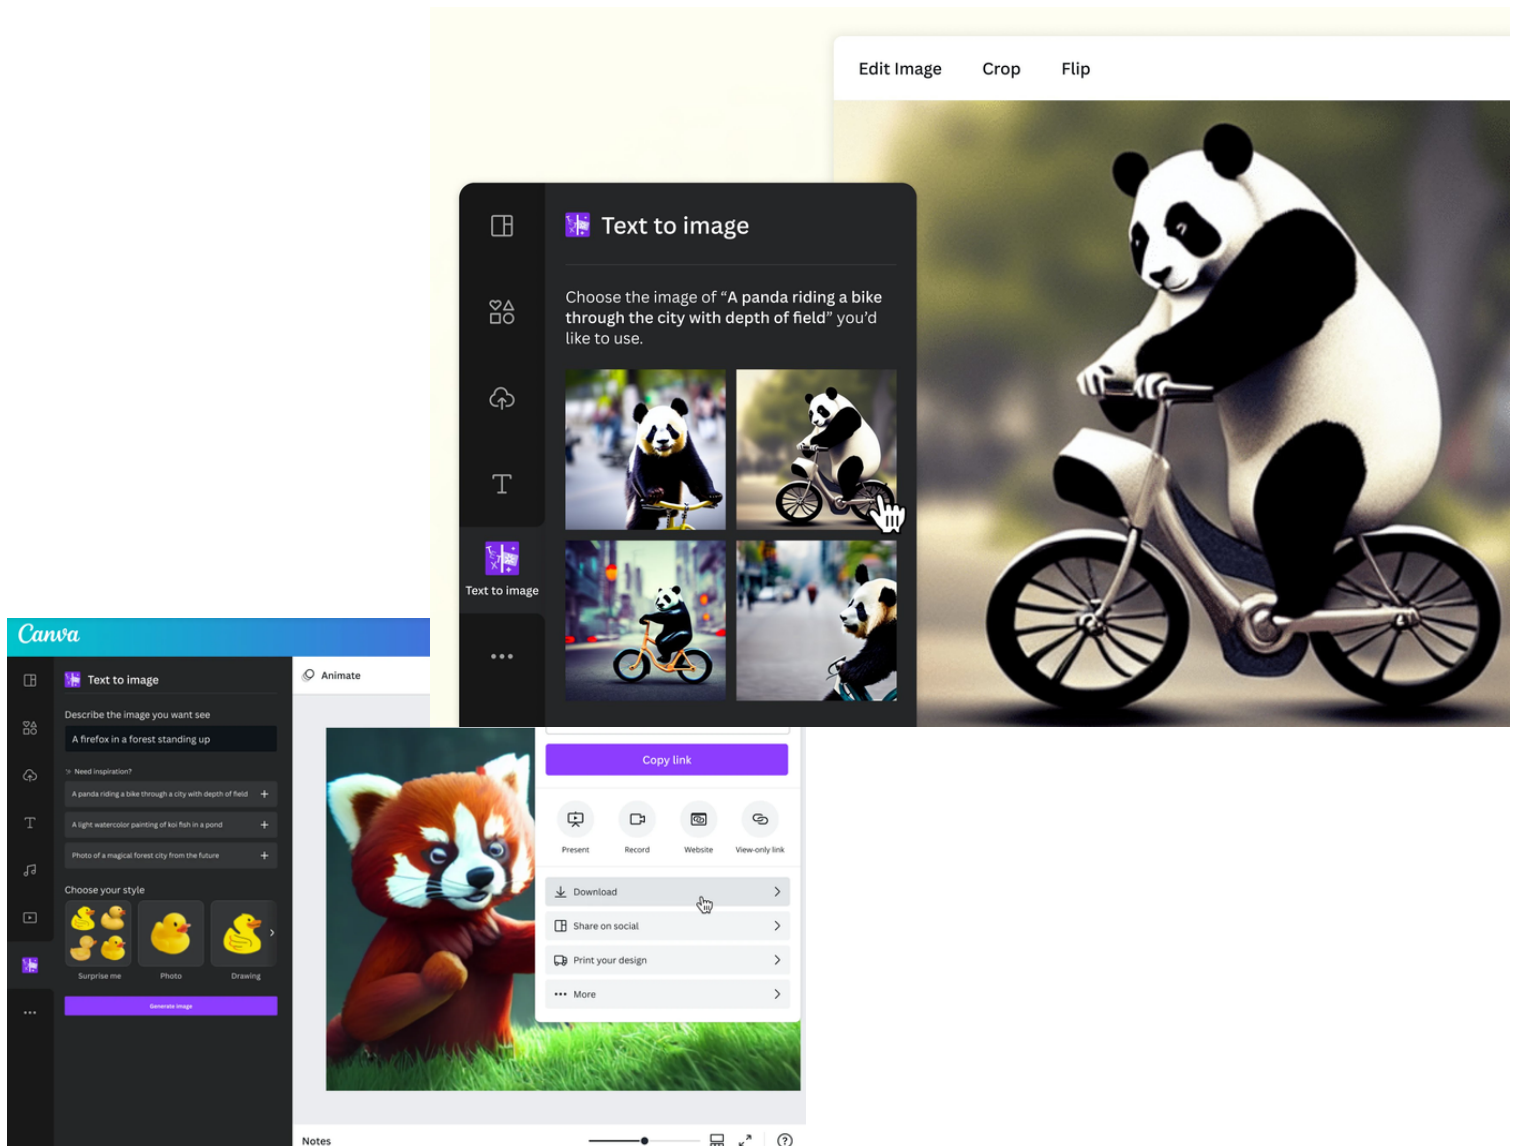 Edit Image Crop Flip
Text to image
Choose the image of “A panda riding a bike
through the city with depth of field” you’d
like to use.
Text to image
Canva
Text to image
Animate
Describe the image you want see
A firefox in a forest standing up
Need inspiration?
A panda riding a bike through a city with depth of field
A light watercolor painting of koi fish in a pond
Photo of a magical forest city from the future
Choose your style
Surprise me Photo Drawing
Generate image
Copy link
Present Record Website View-only link
Download
Share on social
Print your design
More
Notes